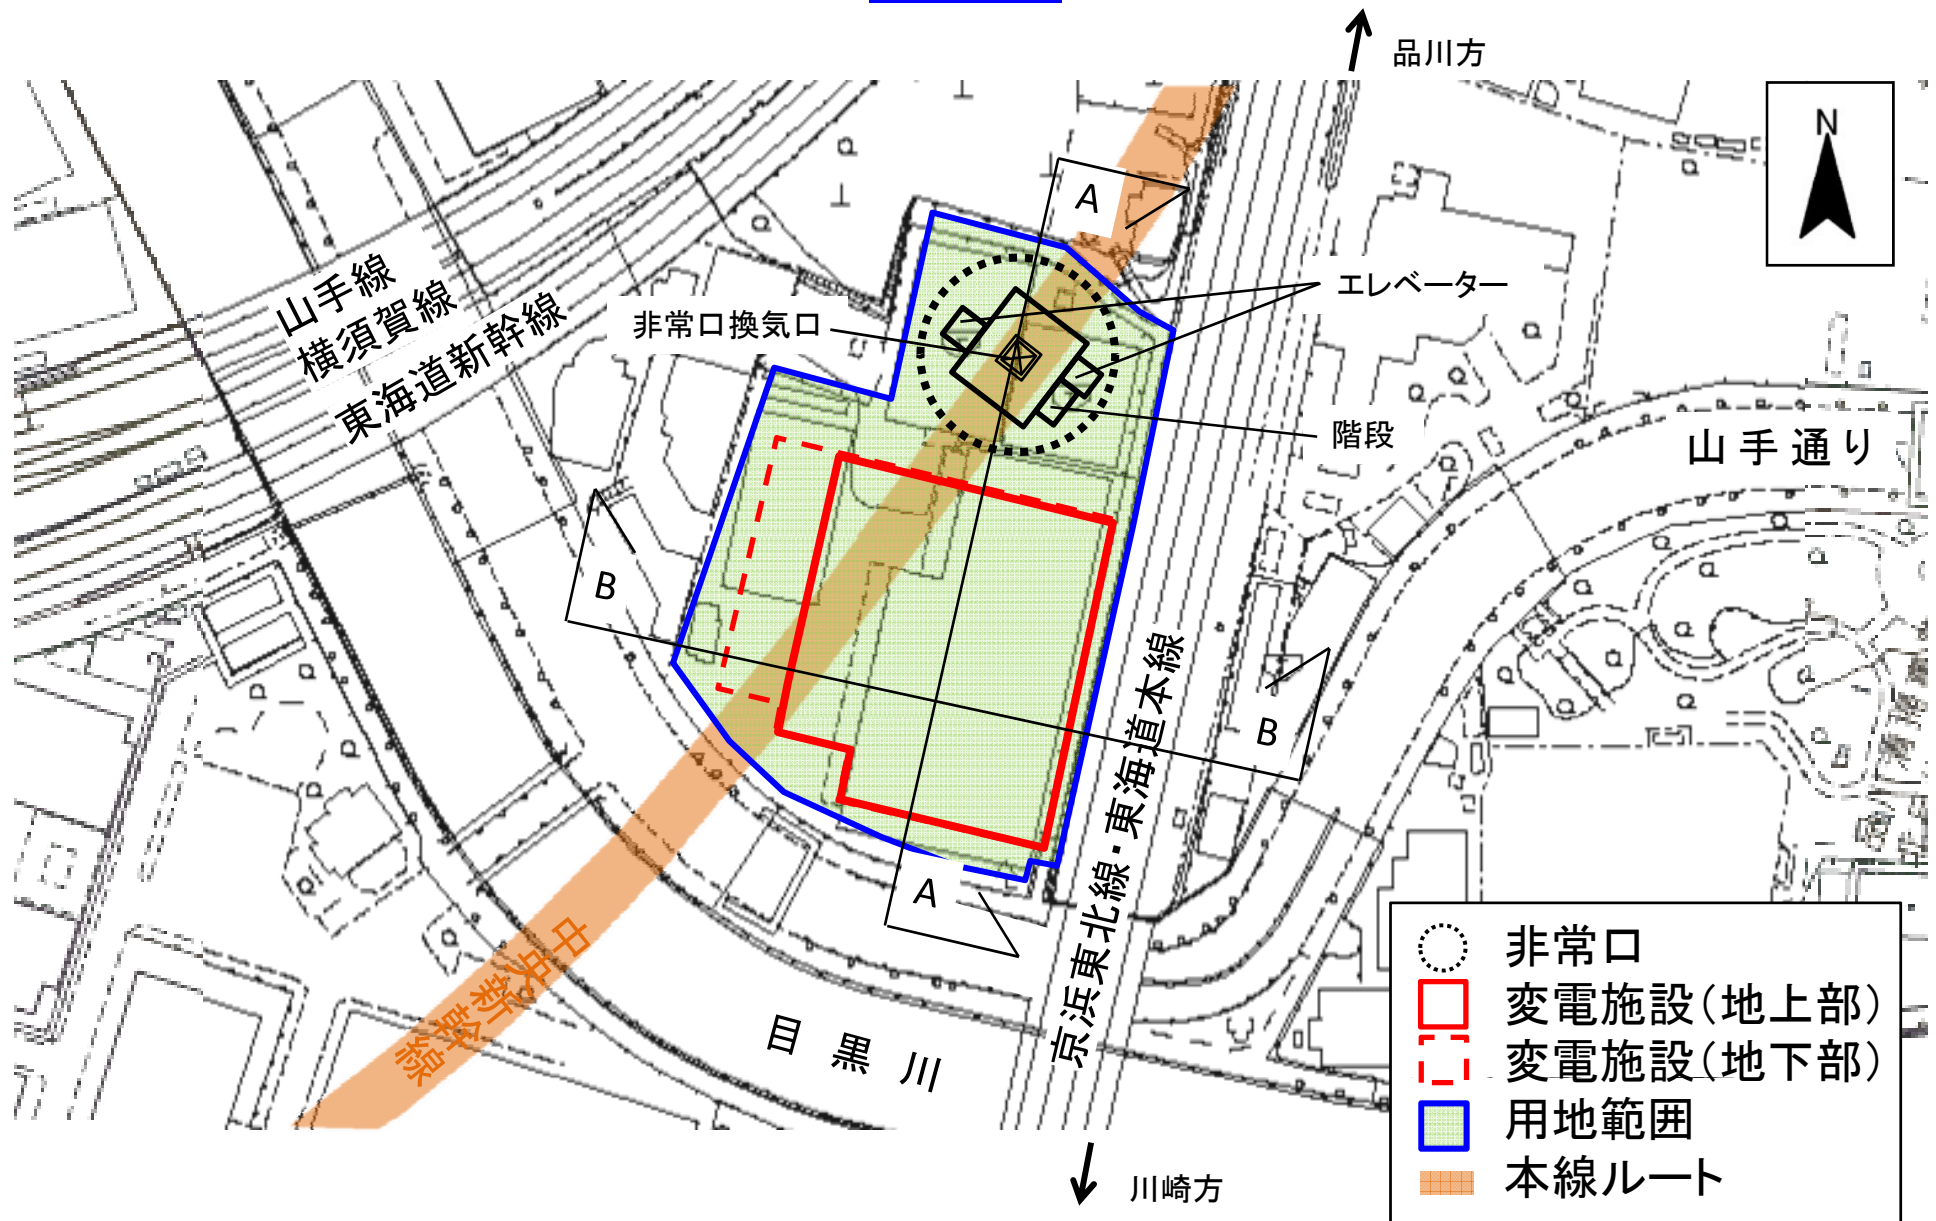 品川方
N
A
エレベーター
山手線
横須賀線
東海道新幹線
非常口換気口
階段
山手通り
B
B
京浜東北線・東海道本線
A
中央新幹線
目黒川
川崎方
非常口
変電施設(地上部)
変電施設(地下部)
用地範囲
本線ルート